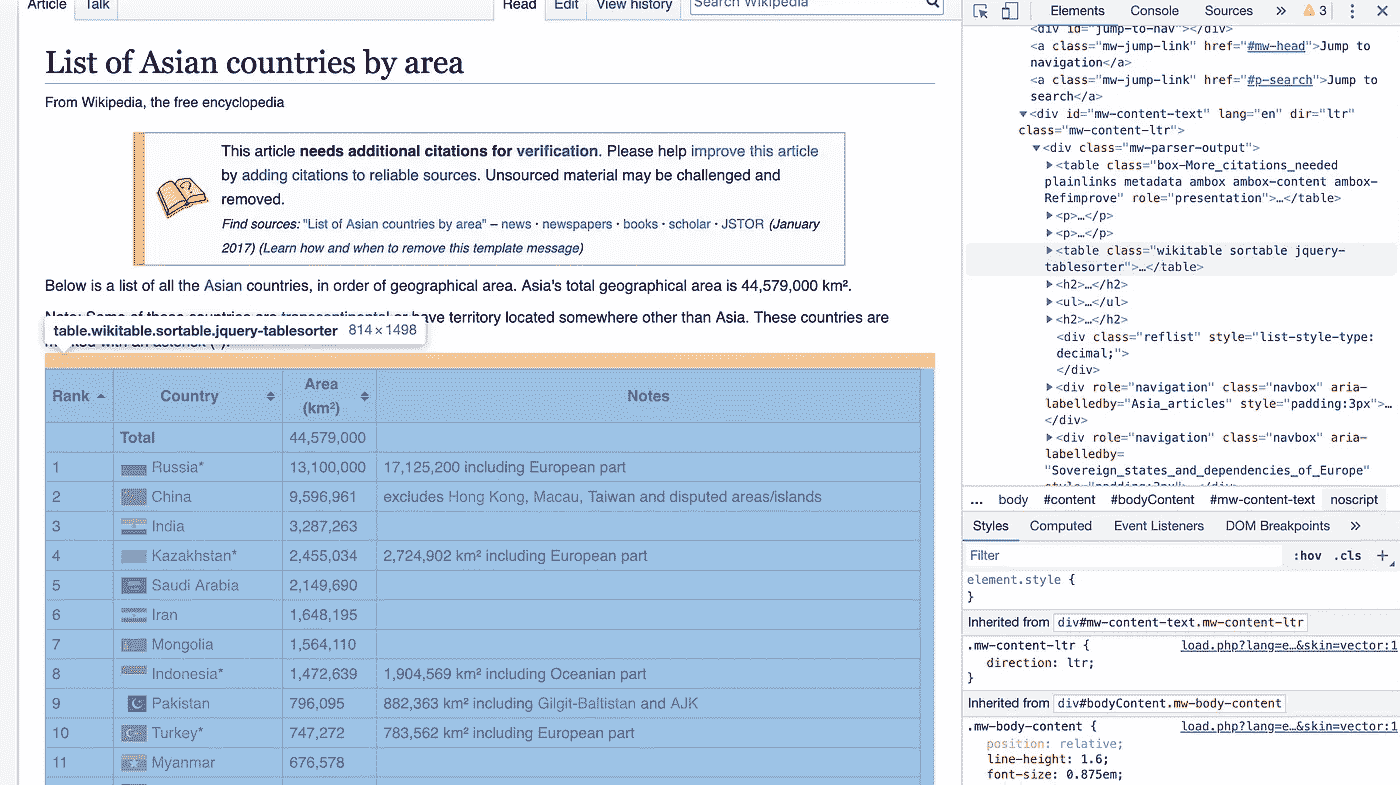 Article Talk Read Edit View history Search Wikipedia
List of Asian countries by area
From Wikipedia, the free encyclopedia
This article needs additional citations for verification. Please help improve this article
by adding citations to reliable sources. Unsourced material may be challenged and
removed.
Find sources: "List of Asian countries by area" – news · newspapers · books · scholar · JSTOR (January
2017) (Learn how and when to remove this template message)
Below is a list of all the Asian countries, in order of geographical area. Asia's total geographical area is 44,579,000 km².
Note: Some of these countries are transcontinental or have territory located somewhere other than Asia. These countries are
marked with an asterisk (*).
table.wikitable.sortable.jquery-tablesorter 814 × 1498
Rank Country Area (km²) Notes
Total 44,579,000
1 Russia* 13,100,000 17,125,200 including European part
2 China 9,596,961 excludes Hong Kong, Macau, Taiwan and disputed areas/islands
3 India 3,287,263
4 Kazakhstan* 2,455,034 2,724,902 km² including European part
5 Saudi Arabia 2,149,690
6 Iran 1,648,195
7 Mongolia 1,564,110
8 Indonesia* 1,472,639 1,904,569 km² including Oceanian part
9 Pakistan 796,095 882,363 km² including Gilgit-Baltistan and AJK
10 Turkey* 747,272 783,562 km² including European part
11 Myanmar 676,578
Elements Console Sources » 3
<div id="jump-to-nav"></div>
<a class="mw-jump-link" href="#mw-head">Jump to
navigation</a>
<a class="mw-jump-link" href="#p-search">Jump to
search</a>
<div id="mw-content-text" lang="en" dir="ltr"
class="mw-content-ltr">
<div class="mw-parser-output">
<table class="box-More_citations_needed
plainlinks metadata ambox ambox-content ambox-
Refimprove" role="presentation">…</table>
<p>…</p>
<p>…</p>
<table class="wikitable sortable jquery-
tablesorter">…</table>
<h2>…</h2>
<ul>…</ul>
<h2>…</h2>
<div class="reflist" style="list-style-type:
decimal;">
</div>
<div role="navigation" class="navbox" aria-
labelledby="Asia_articles" style="padding:3px">…
</div>
<div role="navigation" class="navbox" aria-
labelledby=
"Sovereign_states_and_dependencies_of_Europe"
style="padding:3px">…</div>
… body #content #bodyContent #mw-content-text noscript
Styles Computed Event Listeners DOM Breakpoints »
Filter :hov .cls +
element.style {
}
Inherited from div#mw-content-text.mw-content-ltr
.mw-content-ltr { load.php?lang=e…&skin=vector:1
direction: ltr;
}
Inherited from div#bodyContent.mw-body-content
.mw-body-content { load.php?lang=e…&skin=vector:1
position: relative;
line-height: 1.6;
font-size: 0.875em;